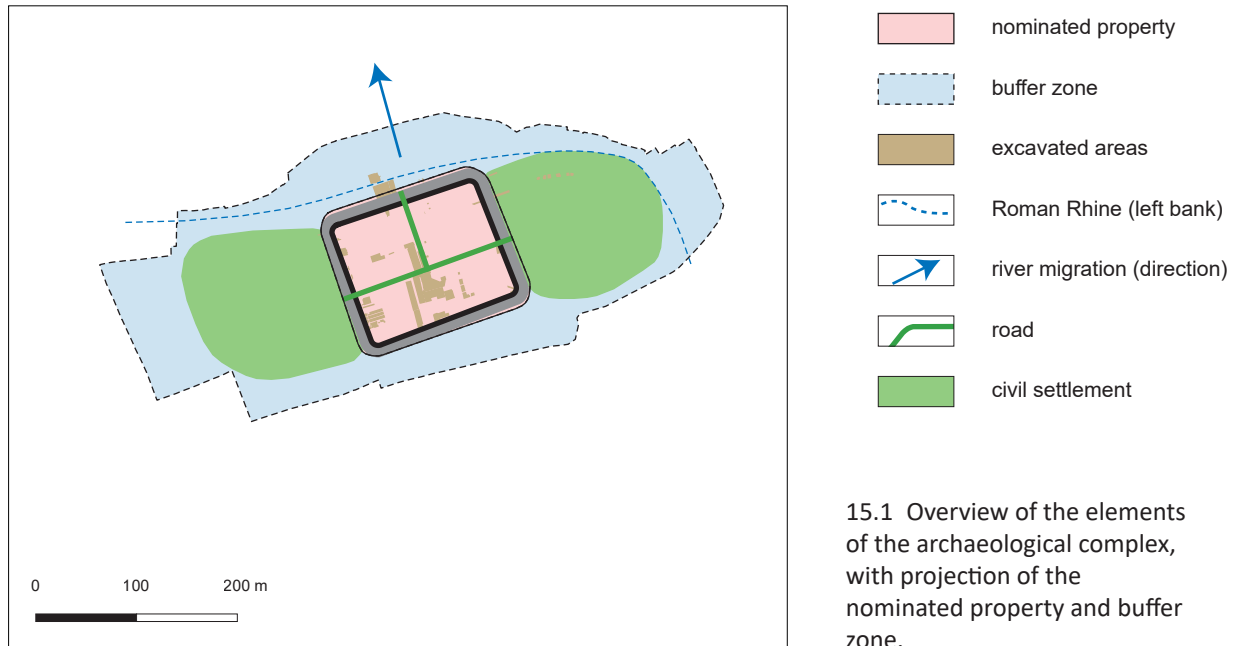 nominated property
buffer zone
excavated areas
Roman Rhine (left bank)
river migration (direction)
road
civil settlement
0 100 200 m
15.1 Overview of the elements
of the archaeological complex,
with projection of the
nominated property and buffer
zone.